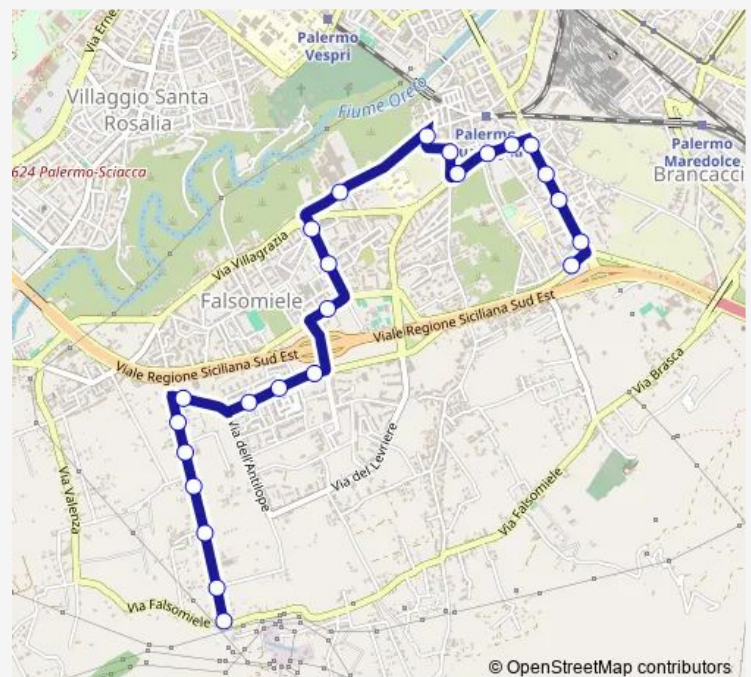 Via Erne
Palermo
Vespri
Villaggio Santa
Rosalia
Fiume Oreto
624 Palermo-Sciacca
Palermo
Palermo
Maredolce
Brancacci
Via Villagrazia
Falsomiele
Viale Regione Siciliana Sud Est
Viale Regione Siciliana Sud Est
Via Brasca
Via dell'Antilope
Via del Levriere
Via Valenza
Via Falsomiele
Via Falsomiele
© OpenStreetMap contributors